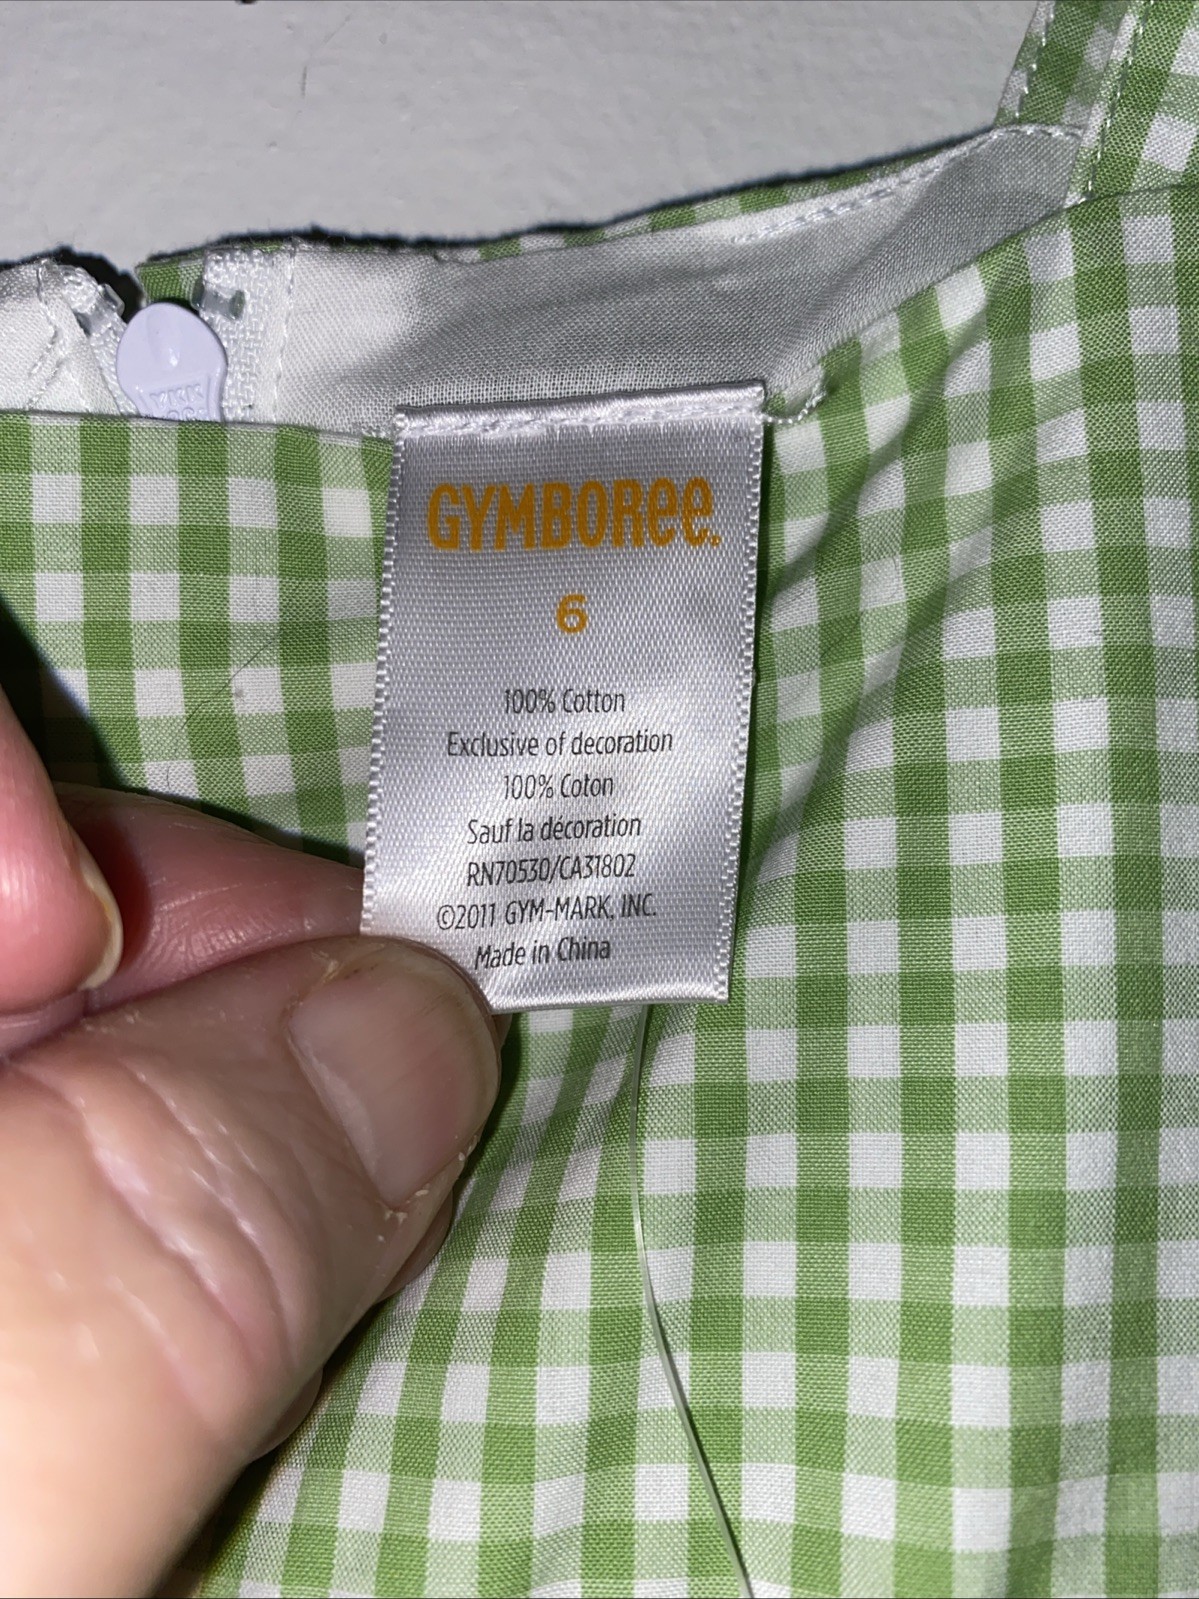 YKK
GYMBORee.
6
100% Cotton
Exclusive of decoration
100% Coton
Sauf la décoration
RN70530/CA31802
©2011 GYM-MARK, INC.
Made in China